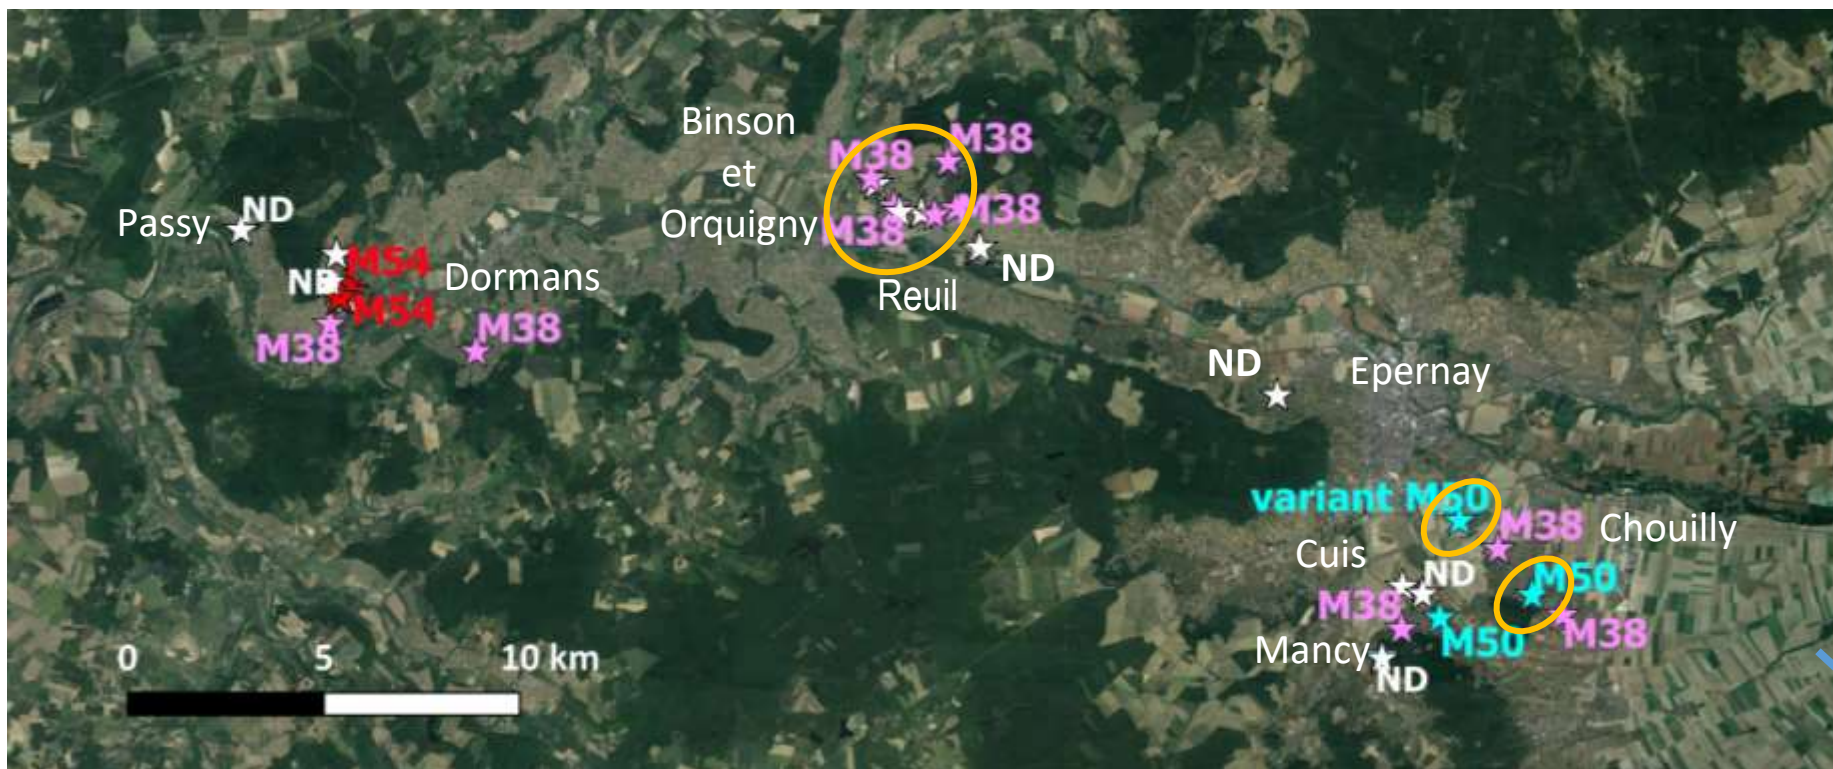 Binson
et
Orquigny
M38
M38
M38
M38
Reuil
ND
Passy
ND
ND
M54
M54
Dormans
M38
M38
ND
Epernay
variant M50
M38
Chouilly
Cuis
ND
M50
M38
M50
M38
Mancy
ND
0 5 10 km